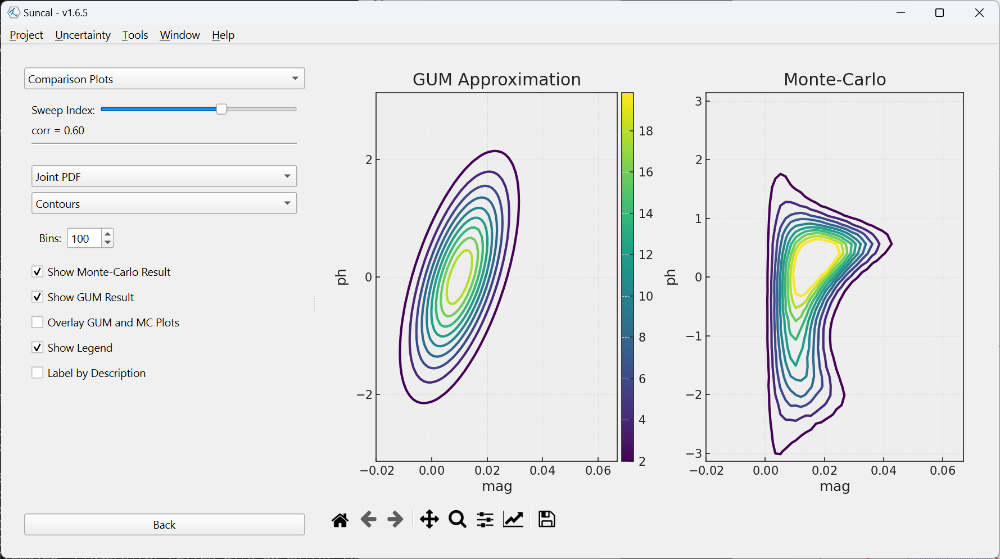 Suncal - v1.6.5
Project Uncertainty Tools Window Help
Comparison Plots
Sweep Index:
corr = 0.60
Joint PDF
Contours
Bins: 100
Show Monte-Carlo Result
Show GUM Result
Overlay GUM and MC Plots
Show Legend
Label by Description
Back
GUM Approximation
2
0
−2
ph
−0.02 0.00 0.02 0.04 0.06
mag
18
16
14
12
10
8
6
4
2
Monte-Carlo
3
2
1
0
−1
−2
−3
ph
−0.02 0.00 0.02 0.04 0.06
mag